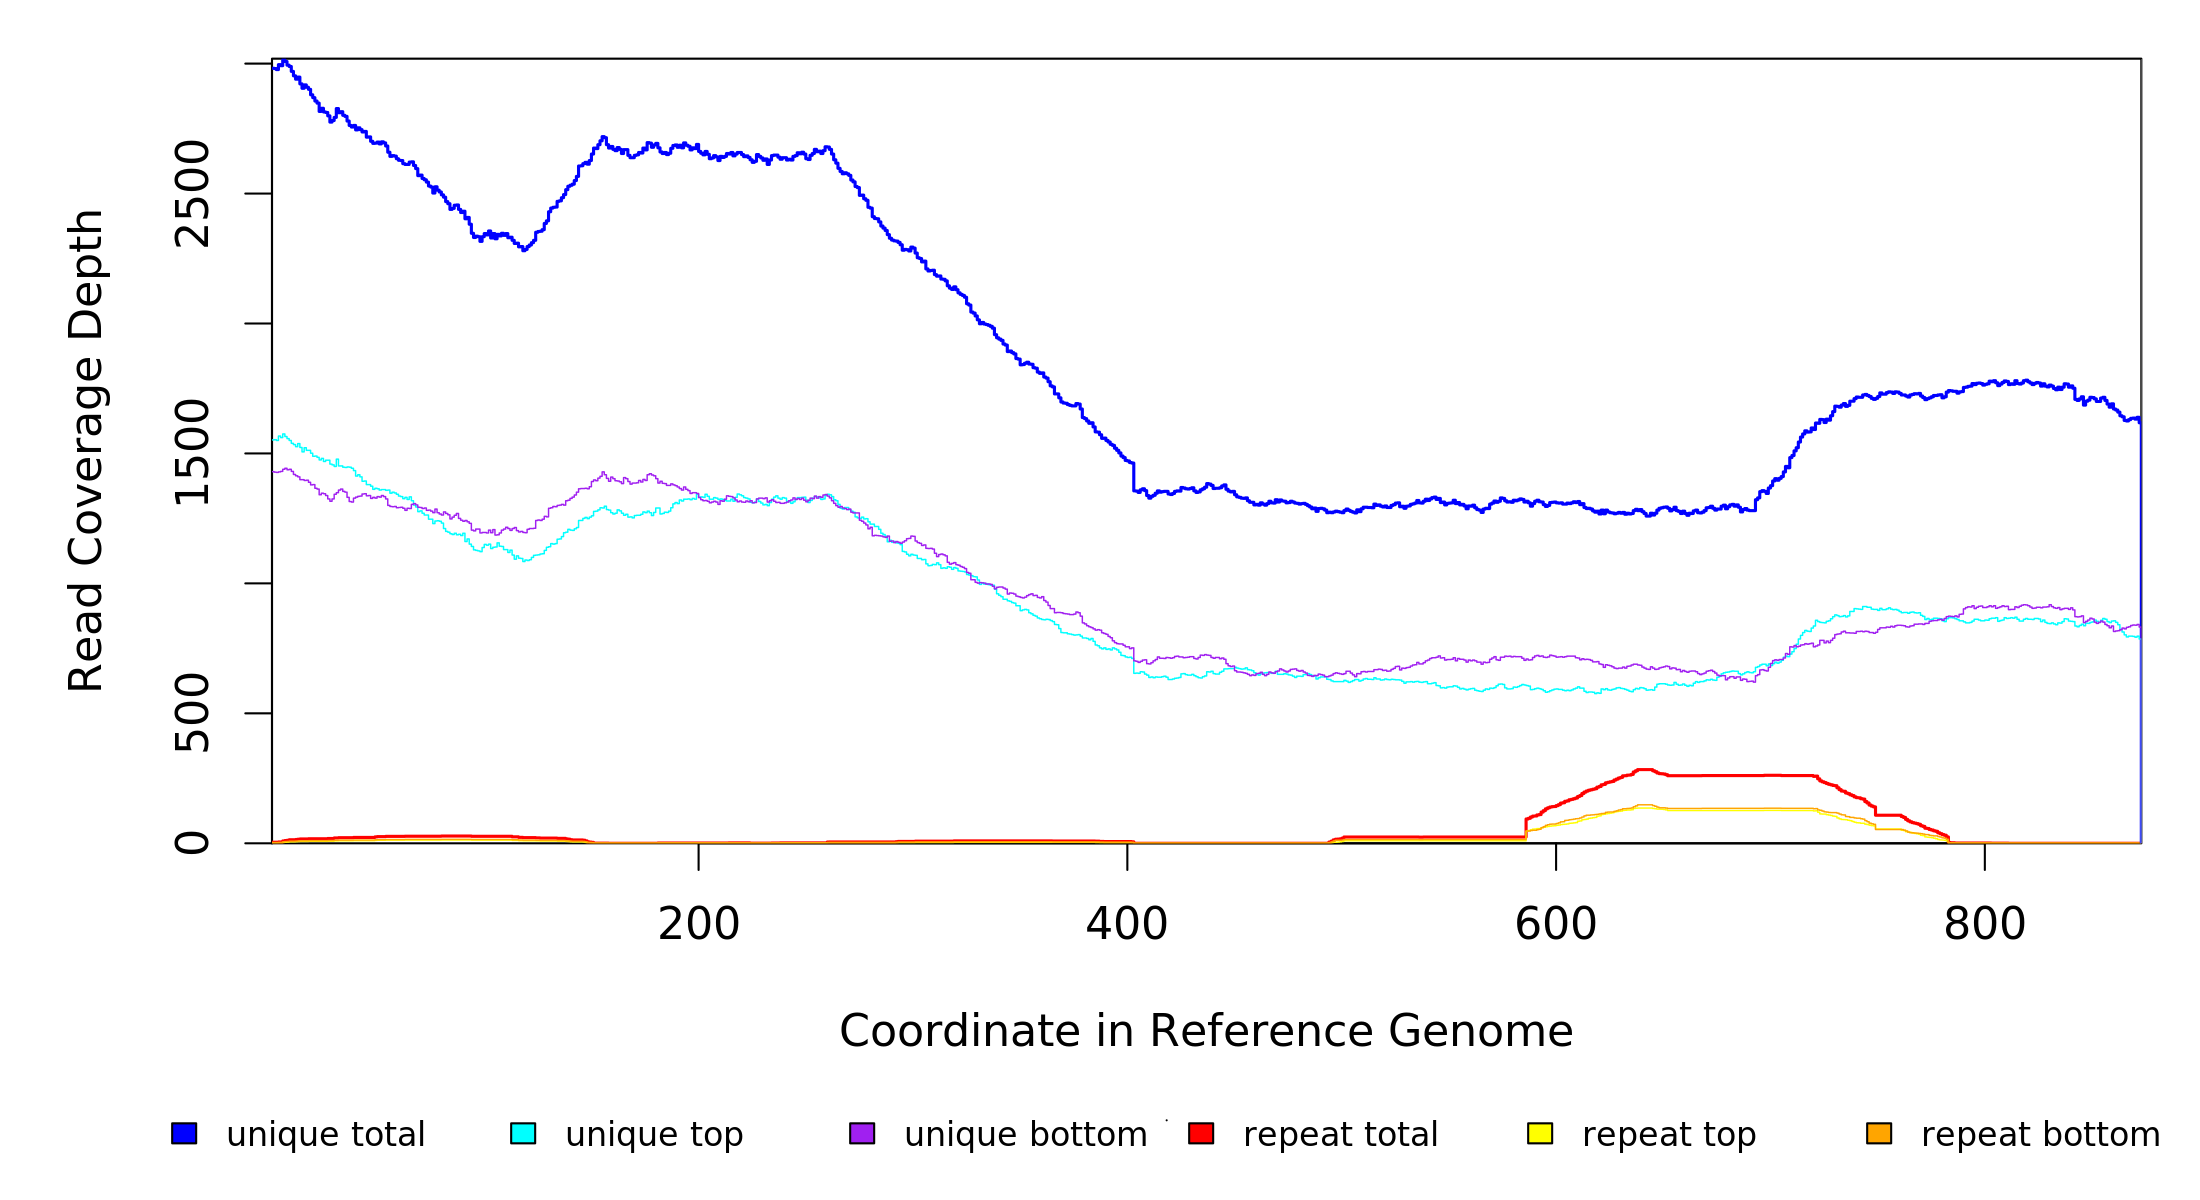 Read Coverage Depth
2500
1500
500
0
200 400 600 800
Coordinate in Reference Genome
unique total unique top unique bottom repeat total repeat top repeat bottom